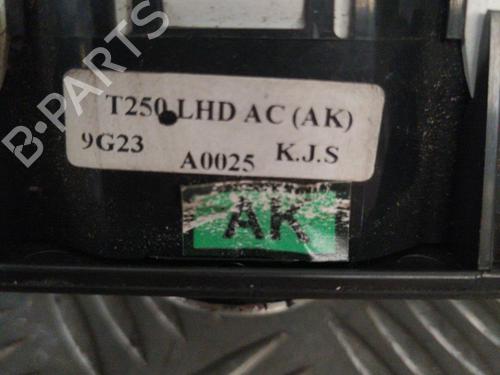 B-PARTS
T250 LHD AC (AK)
9G23 A0025 K.J.S
AK